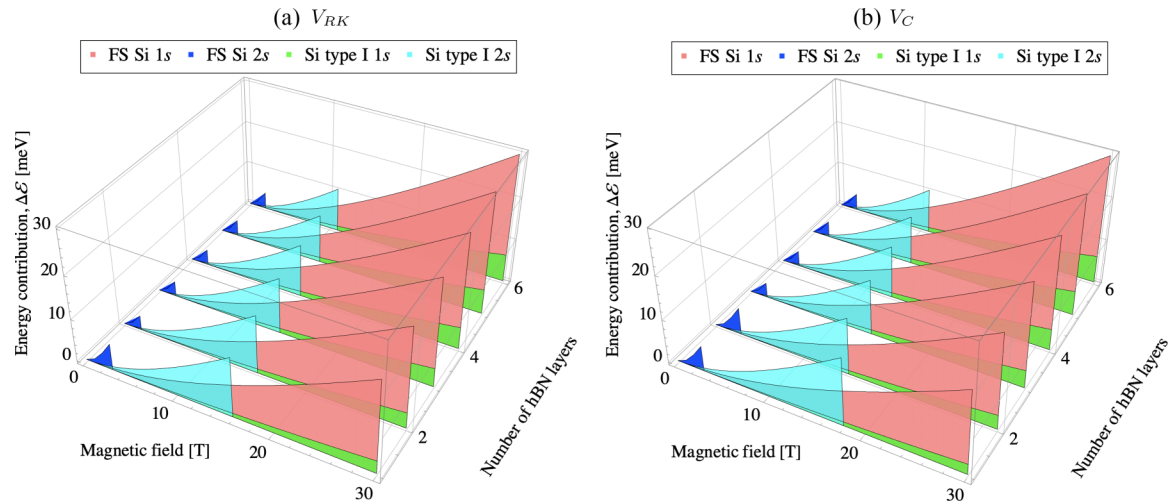 (a) V_RK
FS Si 1s FS Si 2s Si type I 1s Si type I 2s
Energy contribution, Δℰ [meV]
30
20
10
0
0
10
20
30
Magnetic field [T]
2
4
6
Number of hBN layers
(b) V_C
FS Si 1s FS Si 2s Si type I 1s Si type I 2s
Energy contribution, Δℰ [meV]
30
20
10
0
0
10
20
30
Magnetic field [T]
2
4
6
Number of hBN layers